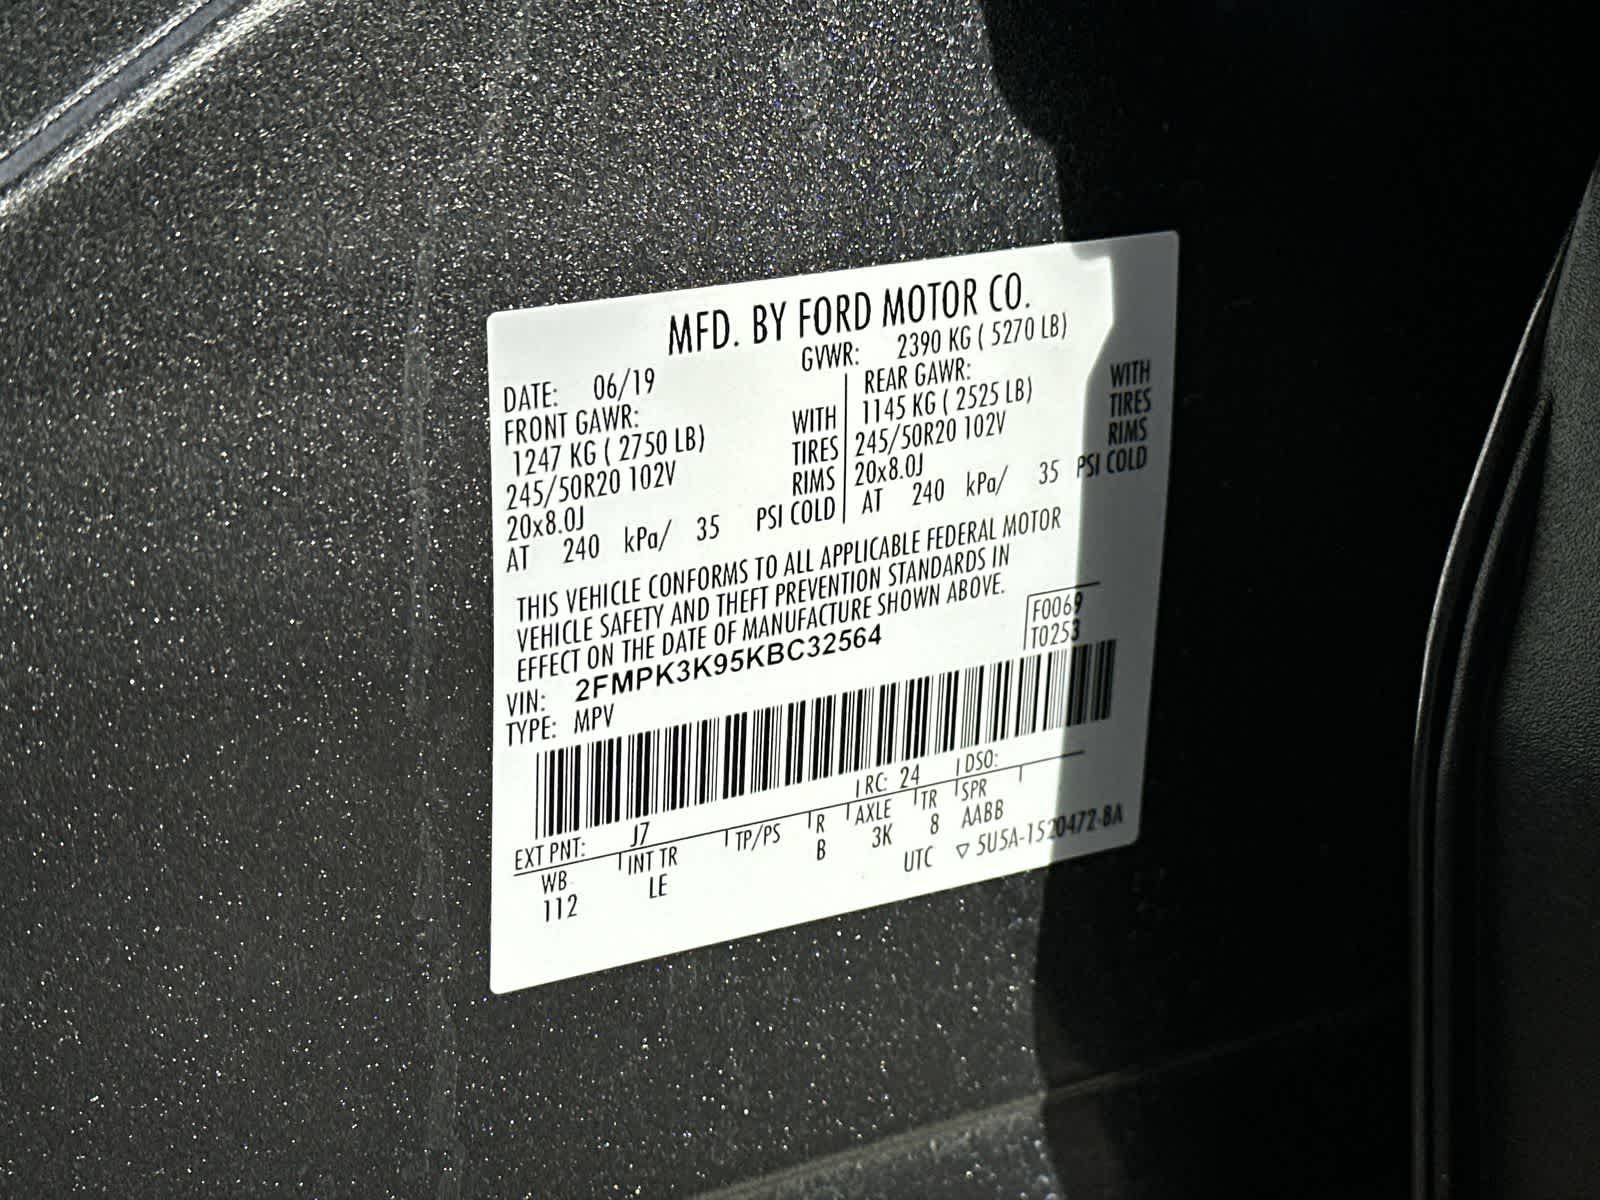 MFD. BY FORD MOTOR CO.
DATE: 06/19 GVWR: 2390 KG ( 5270 LB)
FRONT GAWR: REAR GAWR:
1247 KG ( 2750 LB) WITH 1145 KG ( 2525 LB) WITH
245/50R20 102V TIRES 245/50R20 102V TIRES
20x8.0J RIMS 20x8.0J RIMS
AT 240 kPa/ 35 PSI COLD AT 240 kPa/ 35 PSI COLD
THIS VEHICLE CONFORMS TO ALL APPLICABLE FEDERAL MOTOR
VEHICLE SAFETY AND THEFT PREVENTION STANDARDS IN
EFFECT ON THE DATE OF MANUFACTURE SHOWN ABOVE.
F0069
VIN: 2FMPK3K95KBC32564 T0253
TYPE: MPV
EXT PNT: J7 RC: 24 DSO:
WB INT TR TP/PS R AXLE TR SPR
112 LE B 3K 8 AABB
UTC ▽ 5U5A-1520472-BA